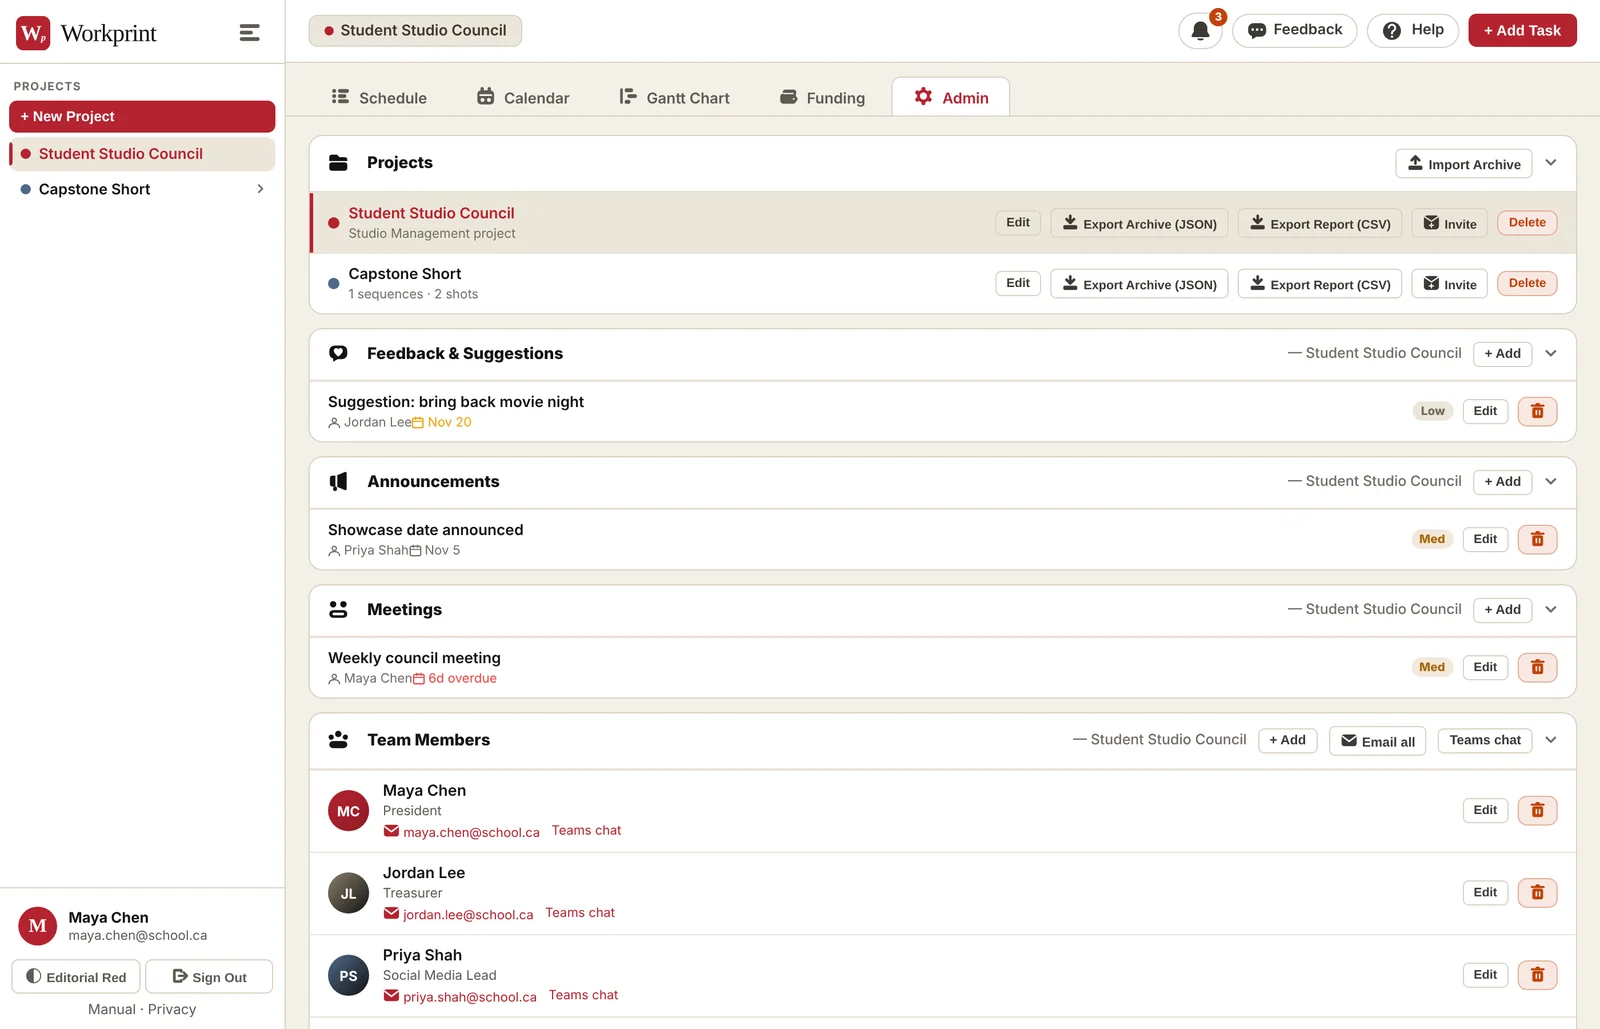 Wp Workprint
PROJECTS
+ New Project
Student Studio Council
Capstone Short
Maya Chen
M
maya.chen@school.ca
Editorial Red
Sign Out
Manual · Privacy
Student Studio Council
3
Feedback
Help
+ Add Task
Schedule
Calendar
Gantt Chart
Funding
Admin
Projects
Import Archive
Student Studio Council
Studio Management project
Edit
Export Archive (JSON)
Export Report (CSV)
Invite
Delete
Capstone Short
1 sequences · 2 shots
Edit
Export Archive (JSON)
Export Report (CSV)
Invite
Delete
Feedback & Suggestions
— Student Studio Council
+ Add
Suggestion: bring back movie night
Jordan Lee Nov 20
Low
Edit
Announcements
— Student Studio Council
+ Add
Showcase date announced
Priya Shah Nov 5
Med
Edit
Meetings
— Student Studio Council
+ Add
Weekly council meeting
Maya Chen 6d overdue
Med
Edit
Team Members
— Student Studio Council
+ Add
Email all
Teams chat
MC
Maya Chen
President
maya.chen@school.ca Teams chat
Edit
JL
Jordan Lee
Treasurer
jordan.lee@school.ca Teams chat
Edit
PS
Priya Shah
Social Media Lead
priya.shah@school.ca Teams chat
Edit